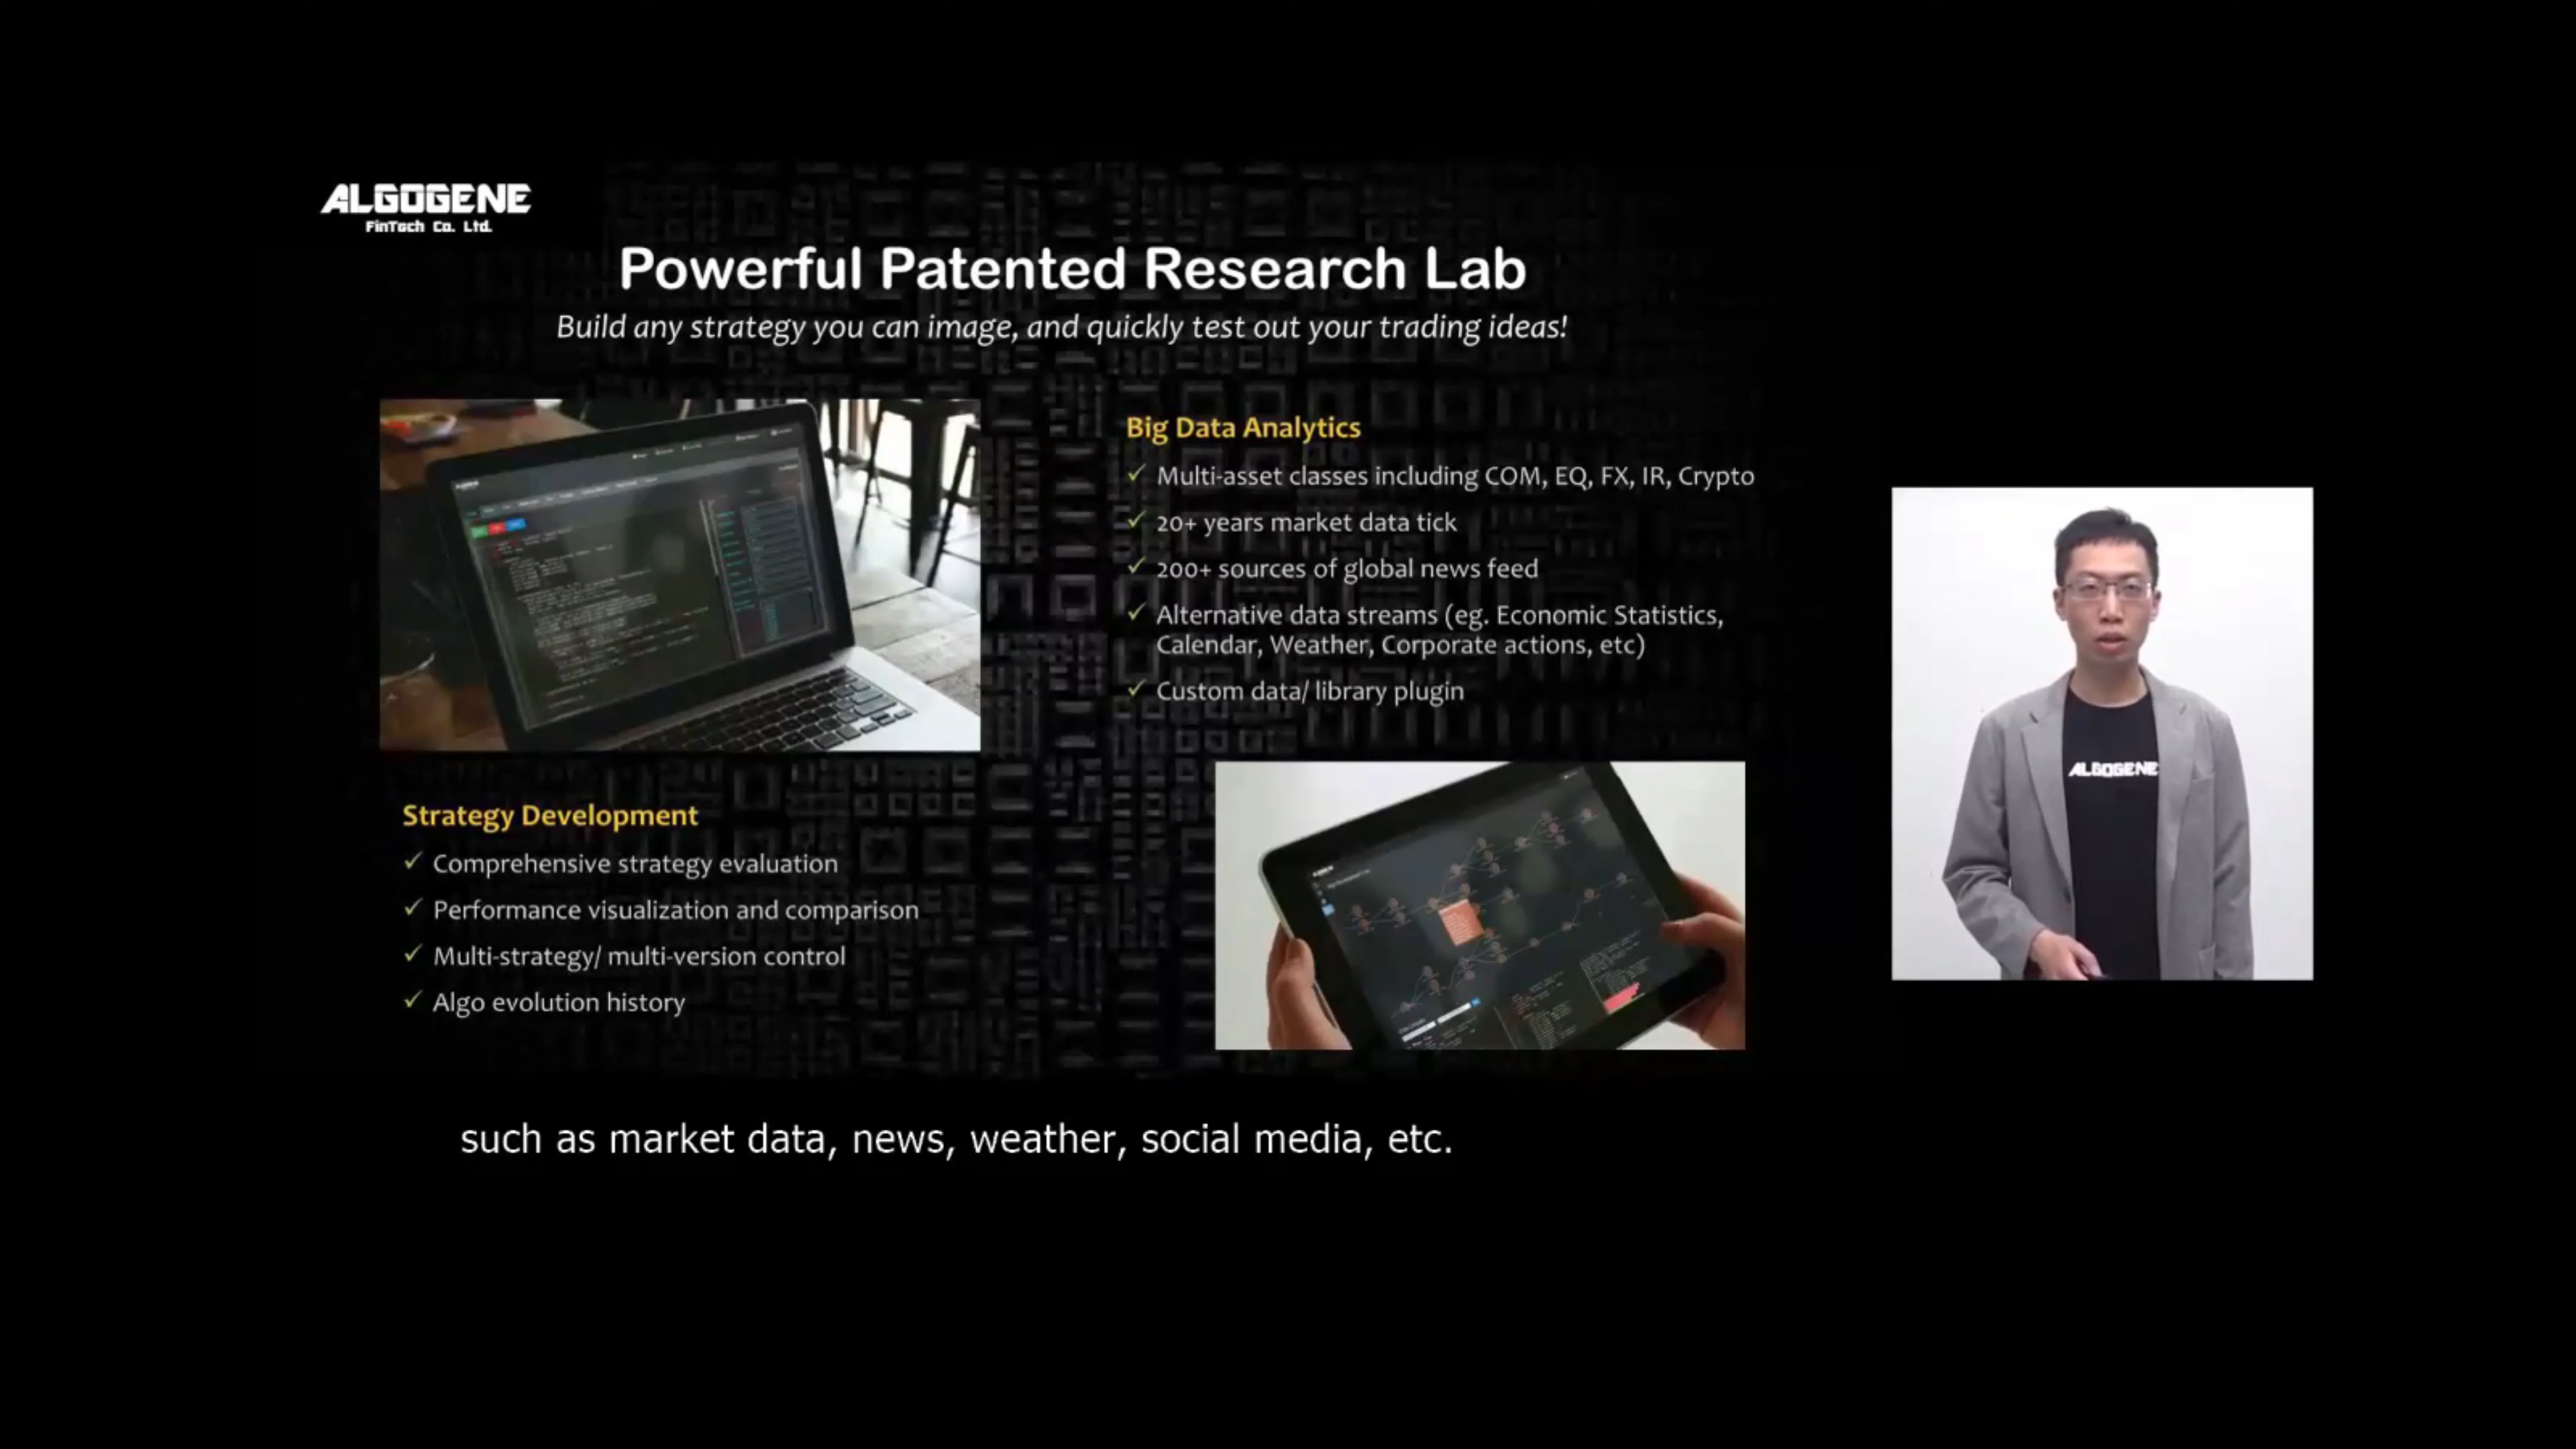 ALGOGENE
FinTech Co. Ltd.
Powerful Patented Research Lab
Build any strategy you can image, and quickly test out your trading ideas!
Big Data Analytics
✓ Multi-asset classes including COM, EQ, FX, IR, Crypto
✓ 20+ years market data tick
✓ 200+ sources of global news feed
✓ Alternative data streams (eg. Economic Statistics,
Calendar, Weather, Corporate actions, etc)
✓ Custom data/ library plugin
Strategy Development
✓ Comprehensive strategy evaluation
✓ Performance visualization and comparison
✓ Multi-strategy/ multi-version control
✓ Algo evolution history
ALGOGENE
such as market data, news, weather, social media, etc.